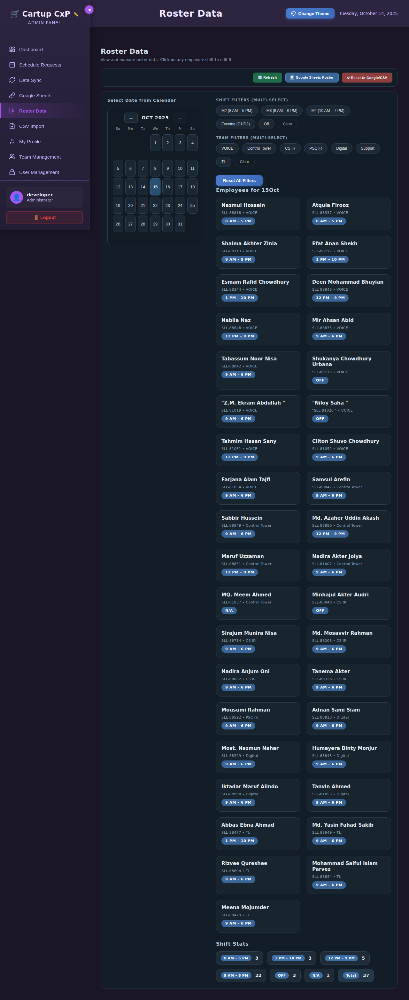 Cartup CxP
ADMIN PANEL
Dashboard
Schedule Requests
Data Sync
Google Sheets
Roster Data
CSV Import
My Profile
Team Management
User Management
developer
Administrator
Logout
Roster Data
Change Theme
Tuesday, October 14, 2025
Roster Data
View and manage roster data. Click on any employee shift to edit it.
Refresh
Google Sheets Roster
↺ Reset to Google/CSV
Select Date from Calendar
← OCT 2025 →
Su Mo Tu We Th Fr Sa
1 2 3 4
5 6 7 8 9 10 11
12 13 14 15 16 17 18
19 20 21 22 23 24 25
26 27 28 29 30 31
SHIFT FILTERS (MULTI-SELECT)
M2 (8 AM – 5 PM) M3 (9 AM – 6 PM) M4 (10 AM – 7 PM)
Evening (D1/D2) Off Clear
TEAM FILTERS (MULTI-SELECT)
VOICE Control Tower CS IR PSC IR Digital Support
TL Clear
Reset All Filters
Employees for 15Oct
Nazmul Hossain
SLL-88818 • VOICE
8 AM – 5 PM
Atquia Firooz
SLL-88337 • VOICE
8 AM – 5 PM
Shaima Akhter Zinia
SLL-88713 • VOICE
8 AM – 5 PM
Efat Anan Shekh
SLL-88717 • VOICE
1 PM – 10 PM
Esmam Rafid Chowdhury
SLL-88344 • VOICE
1 PM – 10 PM
Deen Mohammad Bhuyian
SLL-88843 • VOICE
12 PM – 9 PM
Nabila Naz
SLL-88648 • VOICE
12 PM – 9 PM
Mir Ahsan Abid
SLL-88835 • VOICE
9 AM – 6 PM
Tabassum Noor Nisa
SLL-88842 • VOICE
9 AM – 6 PM
Shukanya Chowdhury
Urbana
SLL-88715 • VOICE
OFF
"Z.M. Ekram Abdullah "
SLL-81019 • VOICE
9 AM – 6 PM
"Niloy Saha "
"SLL-81020 " • VOICE
OFF
Tahmim Hasan Sany
SLL-81051 • VOICE
12 PM – 9 PM
Cliton Shuvo Chowdhury
SLL-81052 • VOICE
9 AM – 6 PM
Farjana Alam Tajfi
SLL-81054 • VOICE
9 AM – 6 PM
Samsul Arefin
SLL-88847 • Control Tower
9 AM – 6 PM
Sabbir Hussein
SLL-88849 • Control Tower
9 AM – 6 PM
Md. Azaher Uddin Akash
SLL-88850 • Control Tower
12 PM – 9 PM
Maruf Uzzaman
SLL-88851 • Control Tower
12 PM – 9 PM
Nadira Akter Joiya
SLL-81007 • Control Tower
9 AM – 6 PM
MQ. Meem Ahmed
SLL-81057 • Control Tower
N/A
Minhajul Akter Audri
SLL-88848 • CS IR
OFF
Sirajum Munira Nisa
SLL-88714 • CS IR
9 AM – 6 PM
Md. Mosavvir Rahman
SLL-88205 • CS IR
9 AM – 6 PM
Nadira Anjum Oni
SLL-88852 • CS IR
9 AM – 6 PM
Tanema Akter
SLL-88328 • CS IR
9 AM – 6 PM
Mousumi Rahman
SLL-88592 • PSC IR
9 AM – 6 PM
Adnan Sami Siam
SLL-88813 • Digital
9 AM – 6 PM
Most. Nazmun Nahar
SLL-88329 • Digital
9 AM – 6 PM
Humayera Binty Monjur
SLL-88845 • Digital
9 AM – 6 PM
Iktadar Maruf Alindo
SLL-88990 • Digital
9 AM – 6 PM
Tanvin Ahmed
SLL-81053 • Digital
9 AM – 6 PM
Abbas Ebna Ahmad
SLL-88477 • TL
1 PM – 10 PM
Md. Yasin Fahad Sakib
SLL-88649 • TL
9 AM – 6 PM
Rizvee Qureshee
SLL-88604 • TL
9 AM – 6 PM
Mohammad Saiful Islam
Parvez
SLL-88834 • TL
9 AM – 6 PM
Meena Mojumder
SLL-88479 • TL
9 AM – 6 PM
Shift Stats
8 AM – 5 PM 3 1 PM – 10 PM 3 12 PM – 9 PM 5
9 AM – 6 PM 22 OFF 3 N/A 1 Total 37